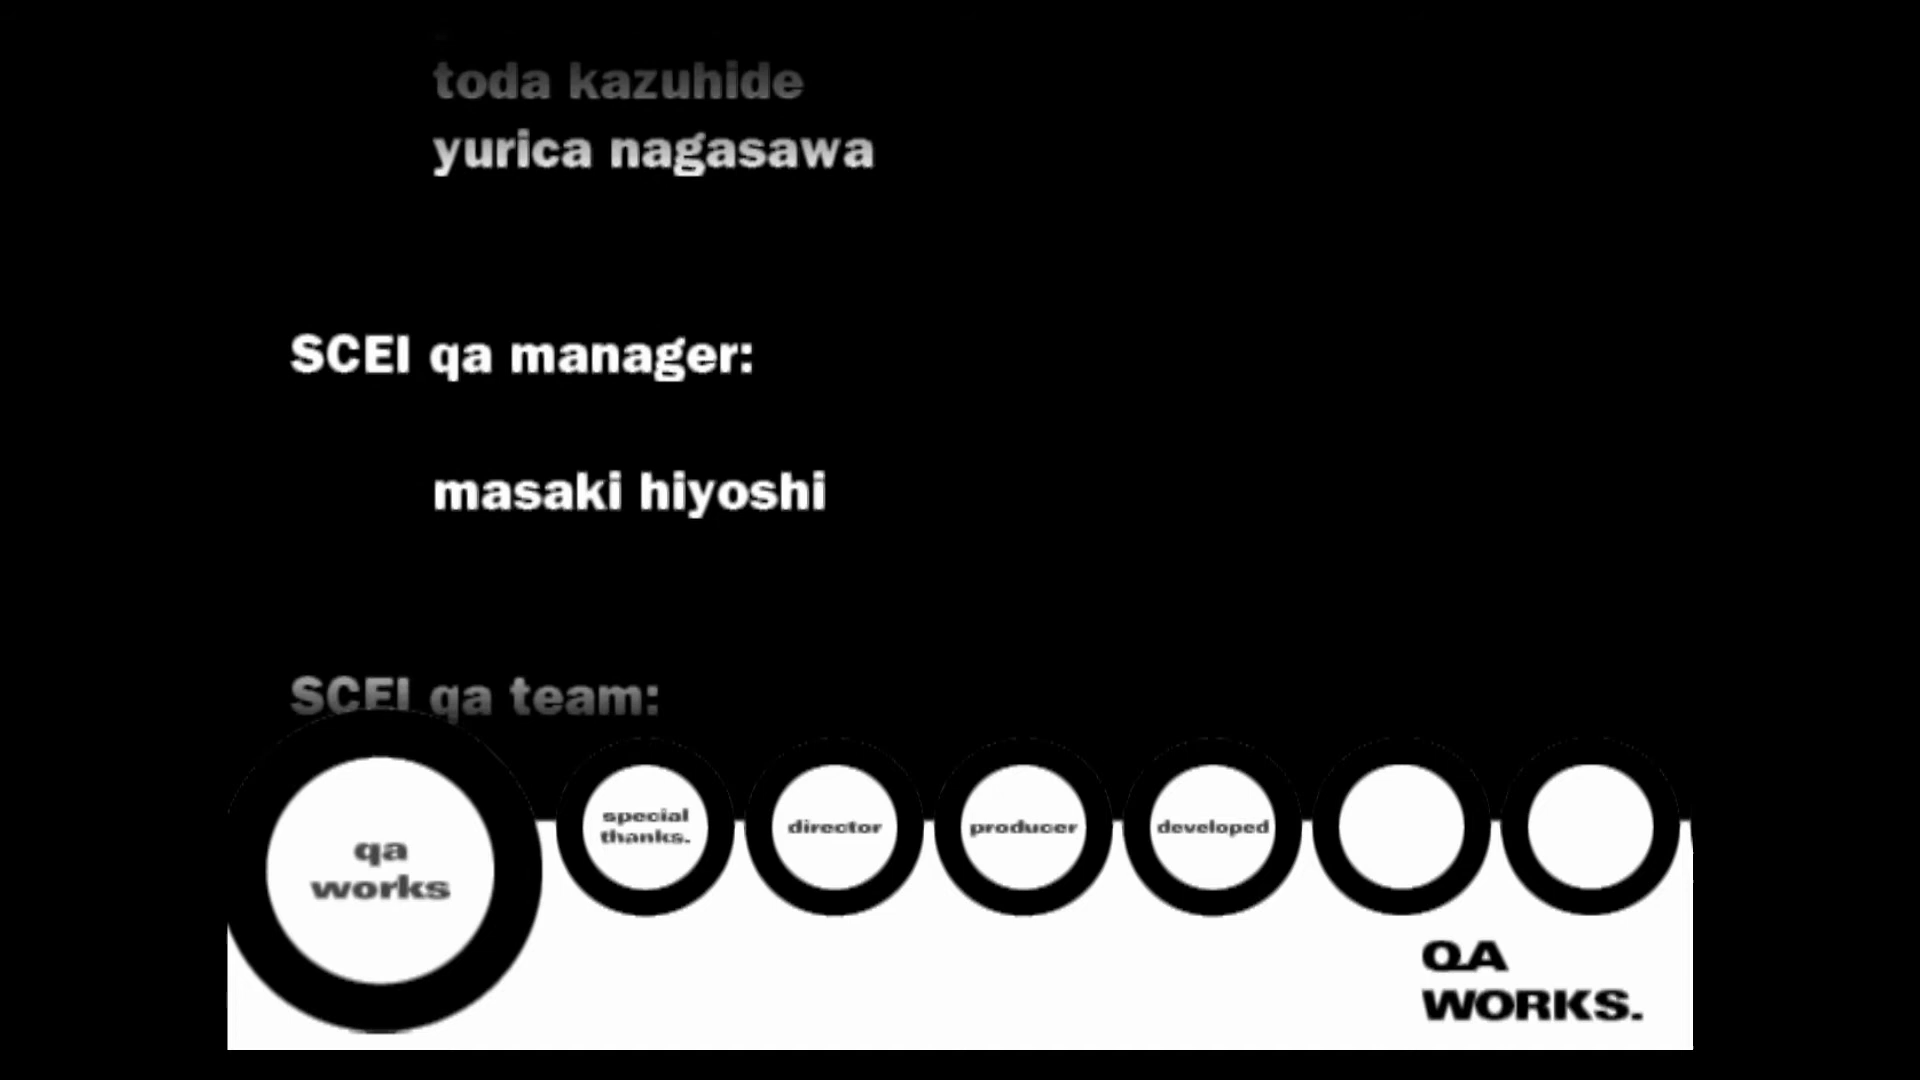 toda kazuhide
yurica nagasawa
SCEI qa manager:
masaki hiyoshi
SCEI qa team:
qa
works
special
thanks.
director
producer
developed
QA
WORKS.